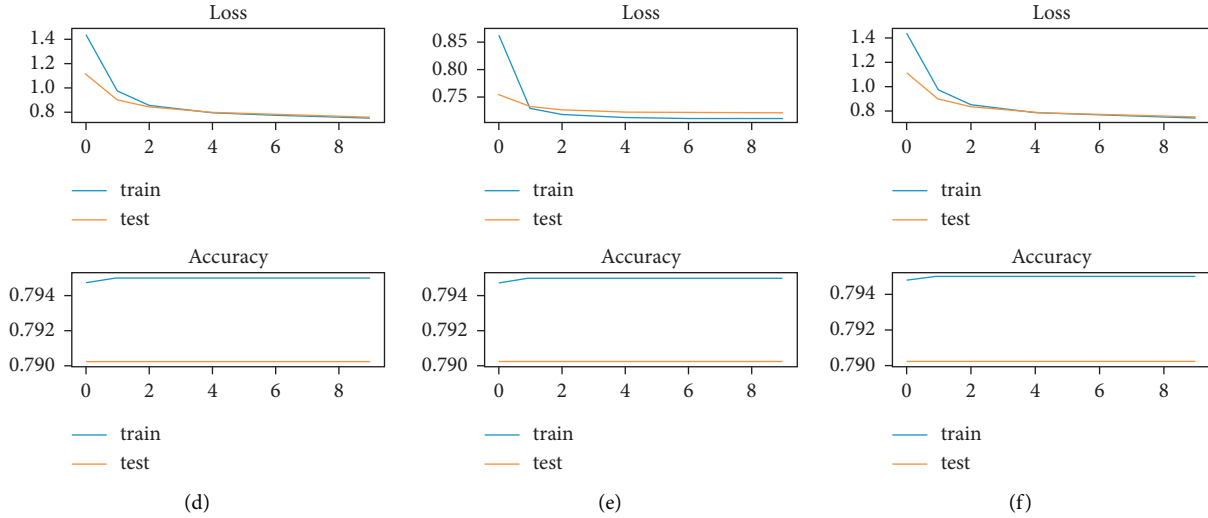 Loss
1.4
1.2
1.0
0.8
0 2 4 6 8
train
test
Accuracy
0.794
0.792
0.790
0 2 4 6 8
train
test
(d)
Loss
0.85
0.80
0.75
0 2 4 6 8
train
test
Accuracy
0.794
0.792
0.790
0 2 4 6 8
train
test
(e)
Loss
1.4
1.2
1.0
0.8
0 2 4 6 8
train
test
Accuracy
0.794
0.792
0.790
0 2 4 6 8
train
test
(f)